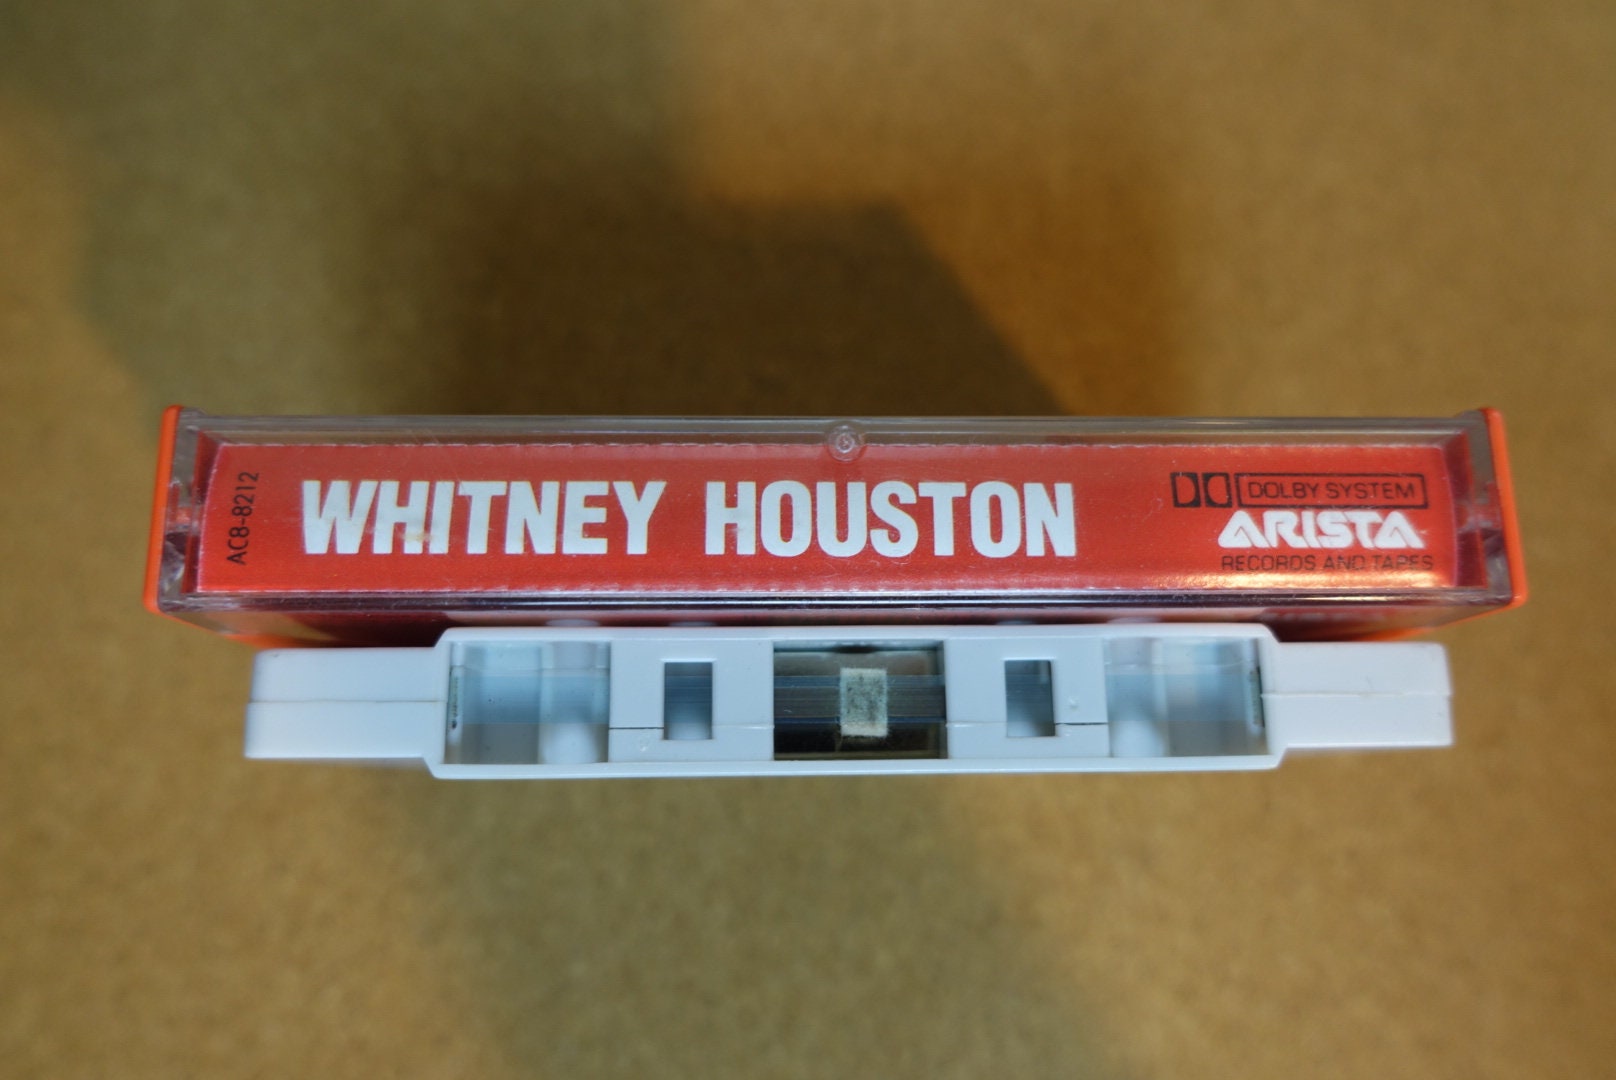 AC8-8212
WHITNEY HOUSTON
DOLBY SYSTEM
ARISTA
RECORDS AND TAPES